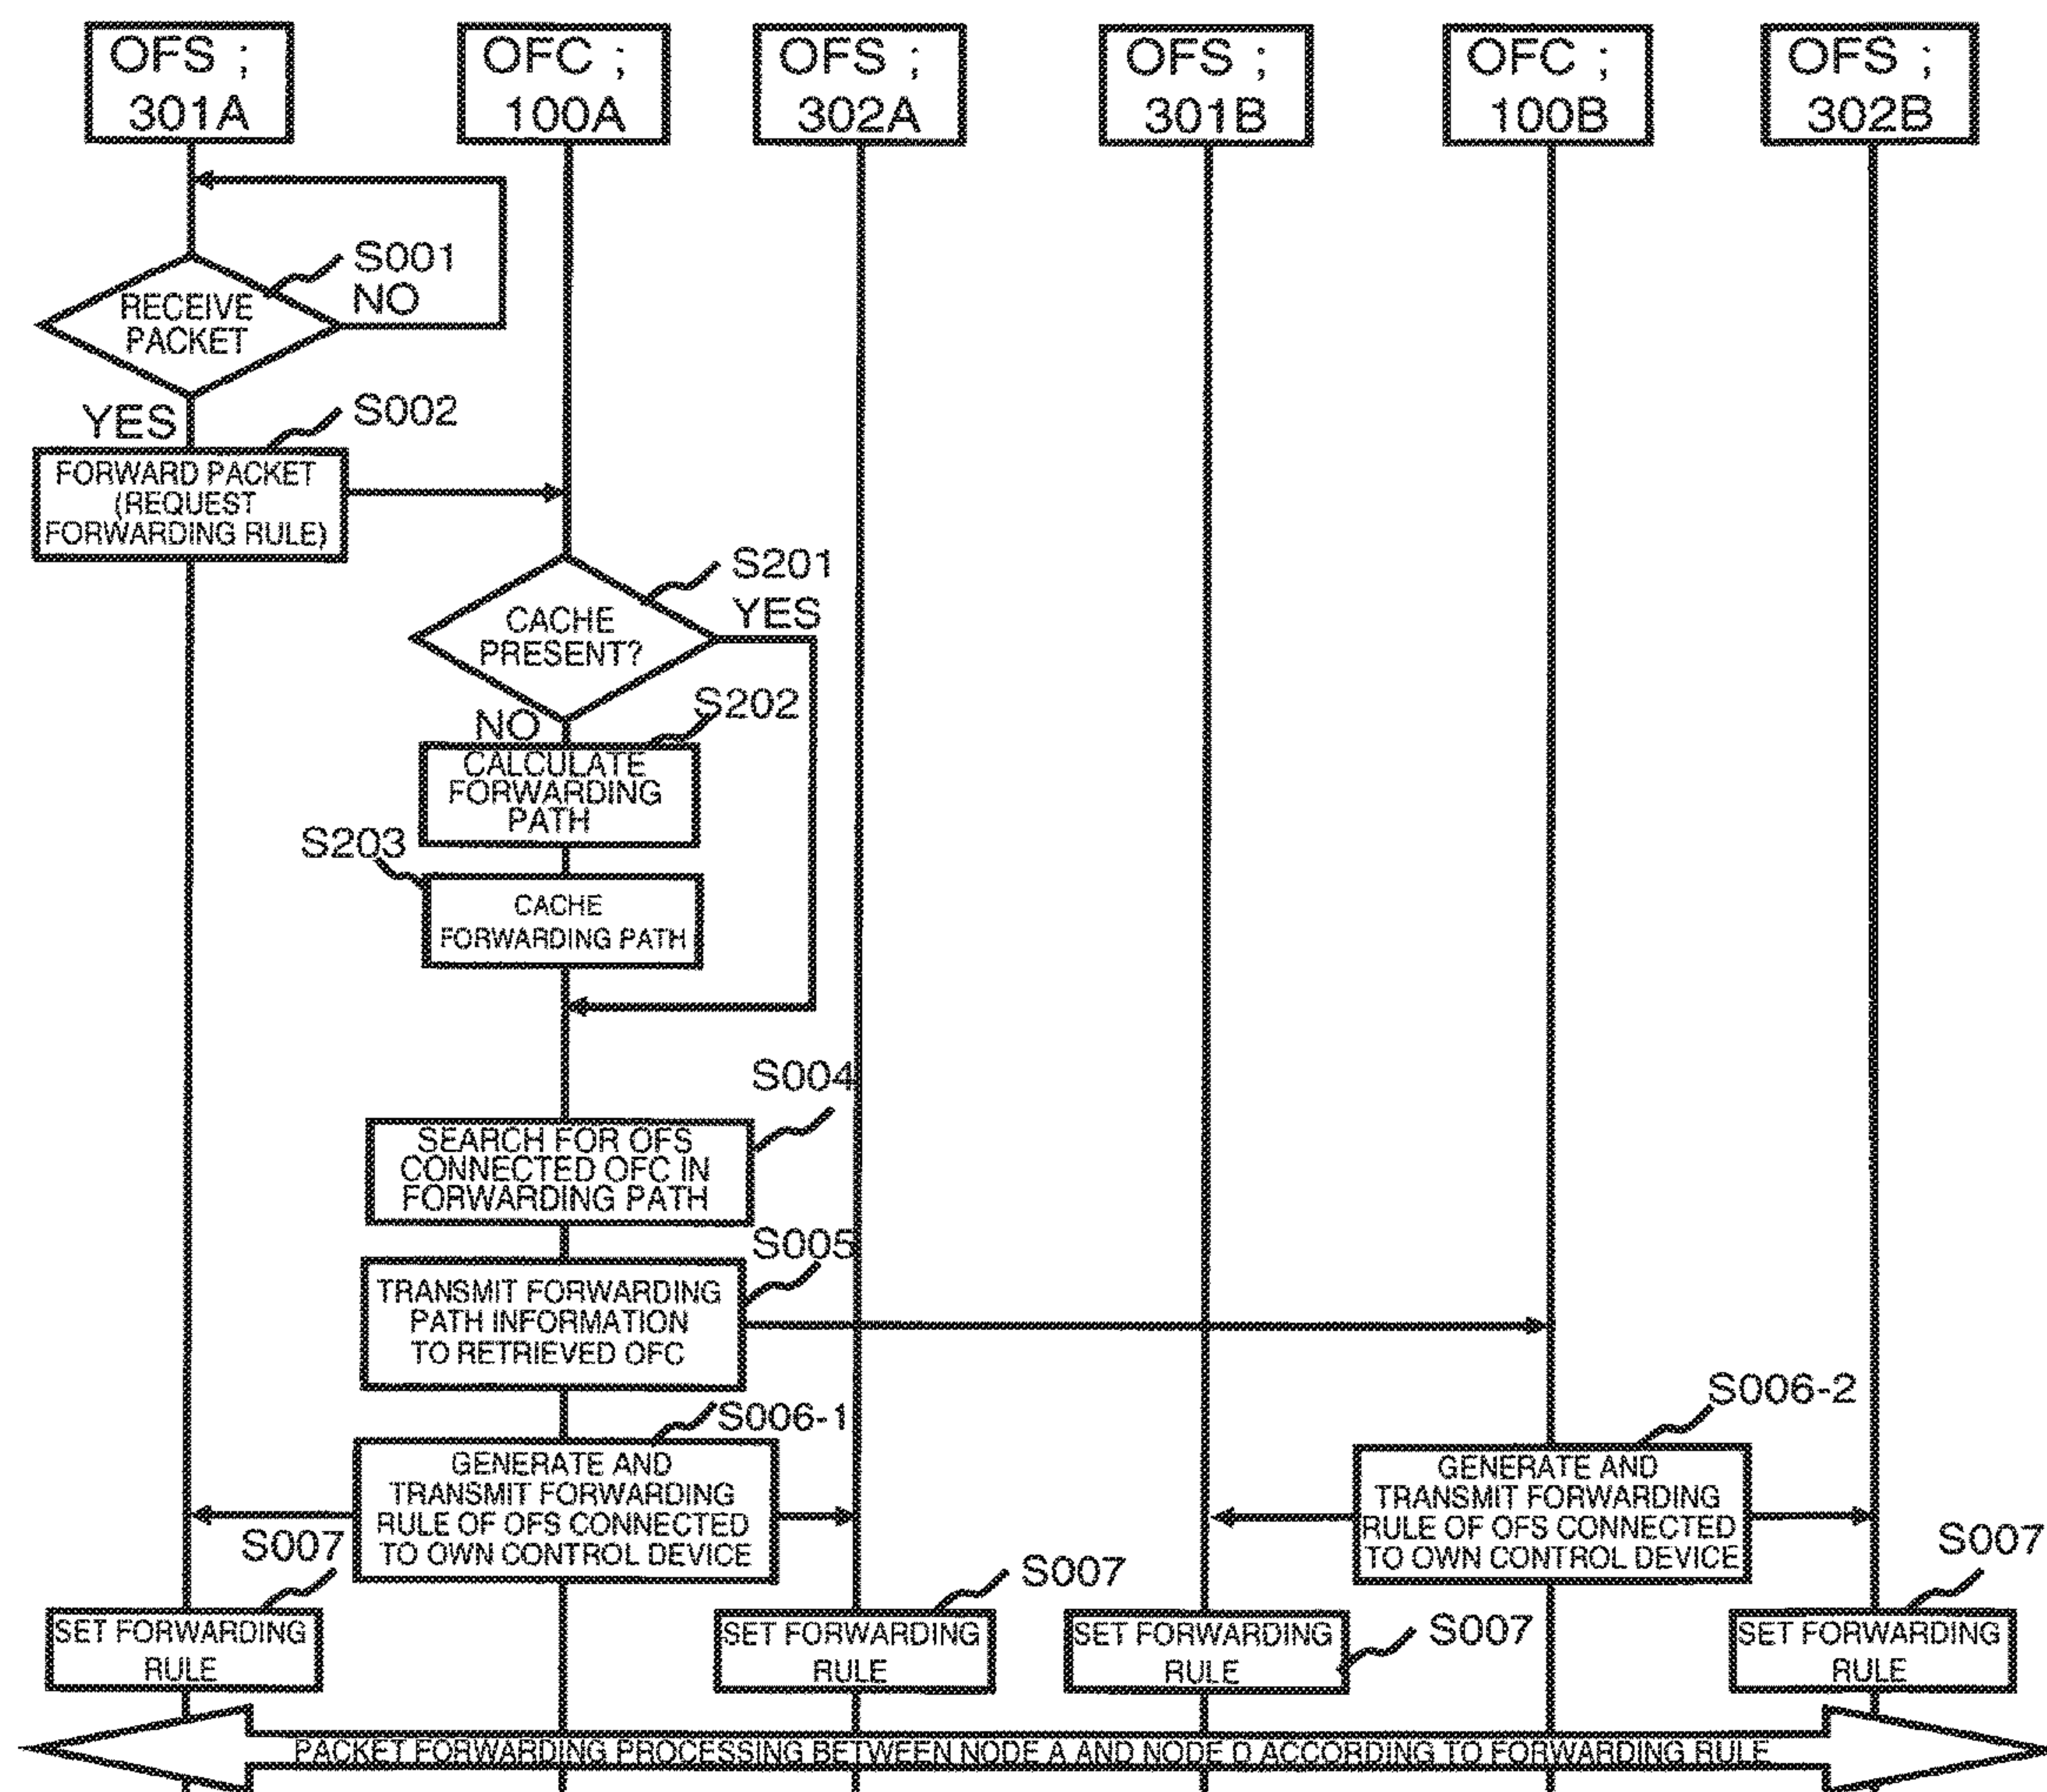 OFS ;
301A
OFC ;
100A
OFS ;
302A
OFS ;
301B
OFC ;
100B
OFS ;
302B
S001
NO
RECEIVE
PACKET
YES
S002
FORWARD PACKET
(REQUEST
FORWARDING RULE)
S201
YES
CACHE
PRESENT?
S202
NO
CALCULATE
FORWARDING
PATH
S203
CACHE
FORWARDING PATH
S004
SEARCH FOR OFS
CONNECTED OFC IN
FORWARDING PATH
S005
TRANSMIT FORWARDING
PATH INFORMATION
TO RETRIEVED OFC
S006-1
GENERATE AND
TRANSMIT FORWARDING
RULE OF OFS CONNECTED
TO OWN CONTROL DEVICE
S006-2
GENERATE AND
TRANSMIT FORWARDING
RULE OF OFS CONNECTED
TO OWN CONTROL DEVICE
S007
SET FORWARDING
RULE
S007
SET FORWARDING
RULE
S007
SET FORWARDING
RULE
S007
SET FORWARDING
RULE
PACKET FORWARDING PROCESSING BETWEEN NODE A AND NODE D ACCORDING TO FORWARDING RULE